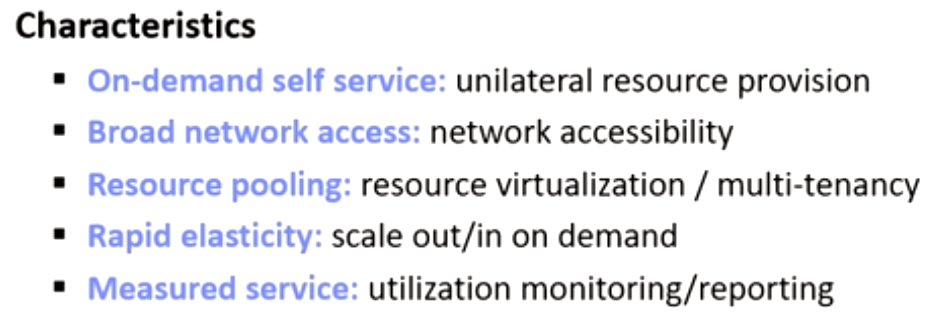 Characteristics
▪ On-demand self service: unilateral resource provision
▪ Broad network access: network accessibility
▪ Resource pooling: resource virtualization / multi-tenancy
▪ Rapid elasticity: scale out/in on demand
▪ Measured service: utilization monitoring/reporting